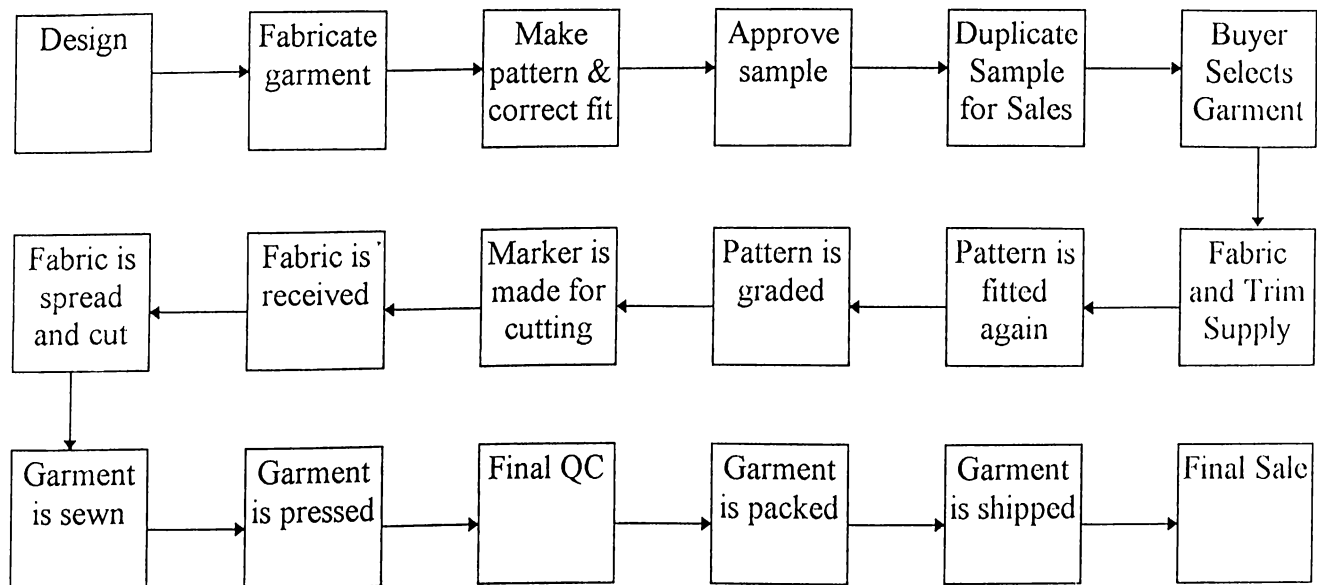 Design
Fabricate
garment
Make
pattern &
correct fit
Approve
sample
Duplicate
Sample
for Sales
Buyer
Selects
Garment
Fabric is
spread
and cut
Fabric is
received
Marker is
made for
cutting
Pattern is
graded
Pattern is
fitted
again
Fabric
and Trim
Supply
Garment
is sewn
Garment
is pressed
Final QC
Garment
is packed
Garment
is shipped
Final Sale